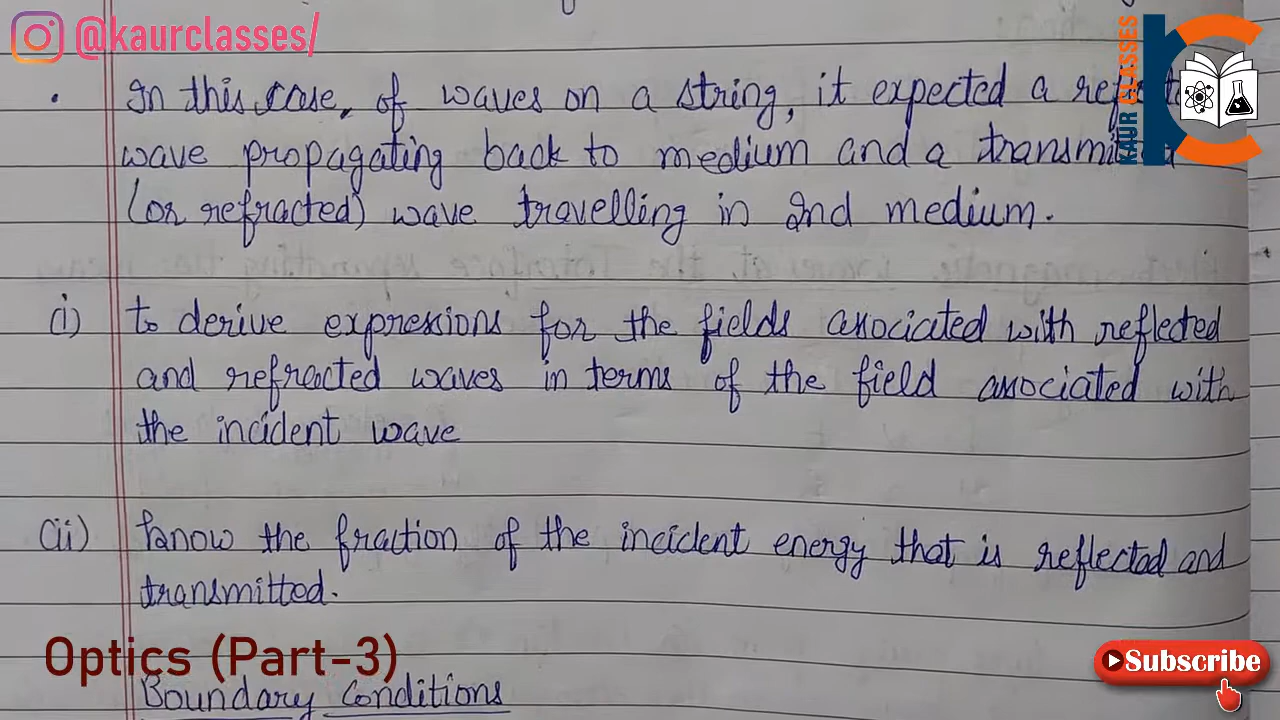 @kaurclasses/
KAUR CLASSES
. In this case, of waves on a string, it expected a
wave propagating back to medium and a
(or refracted) wave travelling in 2nd medium.
(i) to derive expressions for the fields associated with reflected
and refracted waves in terms of the field associated with
the incident wave
(ii) know the fraction of the incident energy that is reflected and
transmitted.
Optics (Part-3)
Subscribe
Boundary Conditions